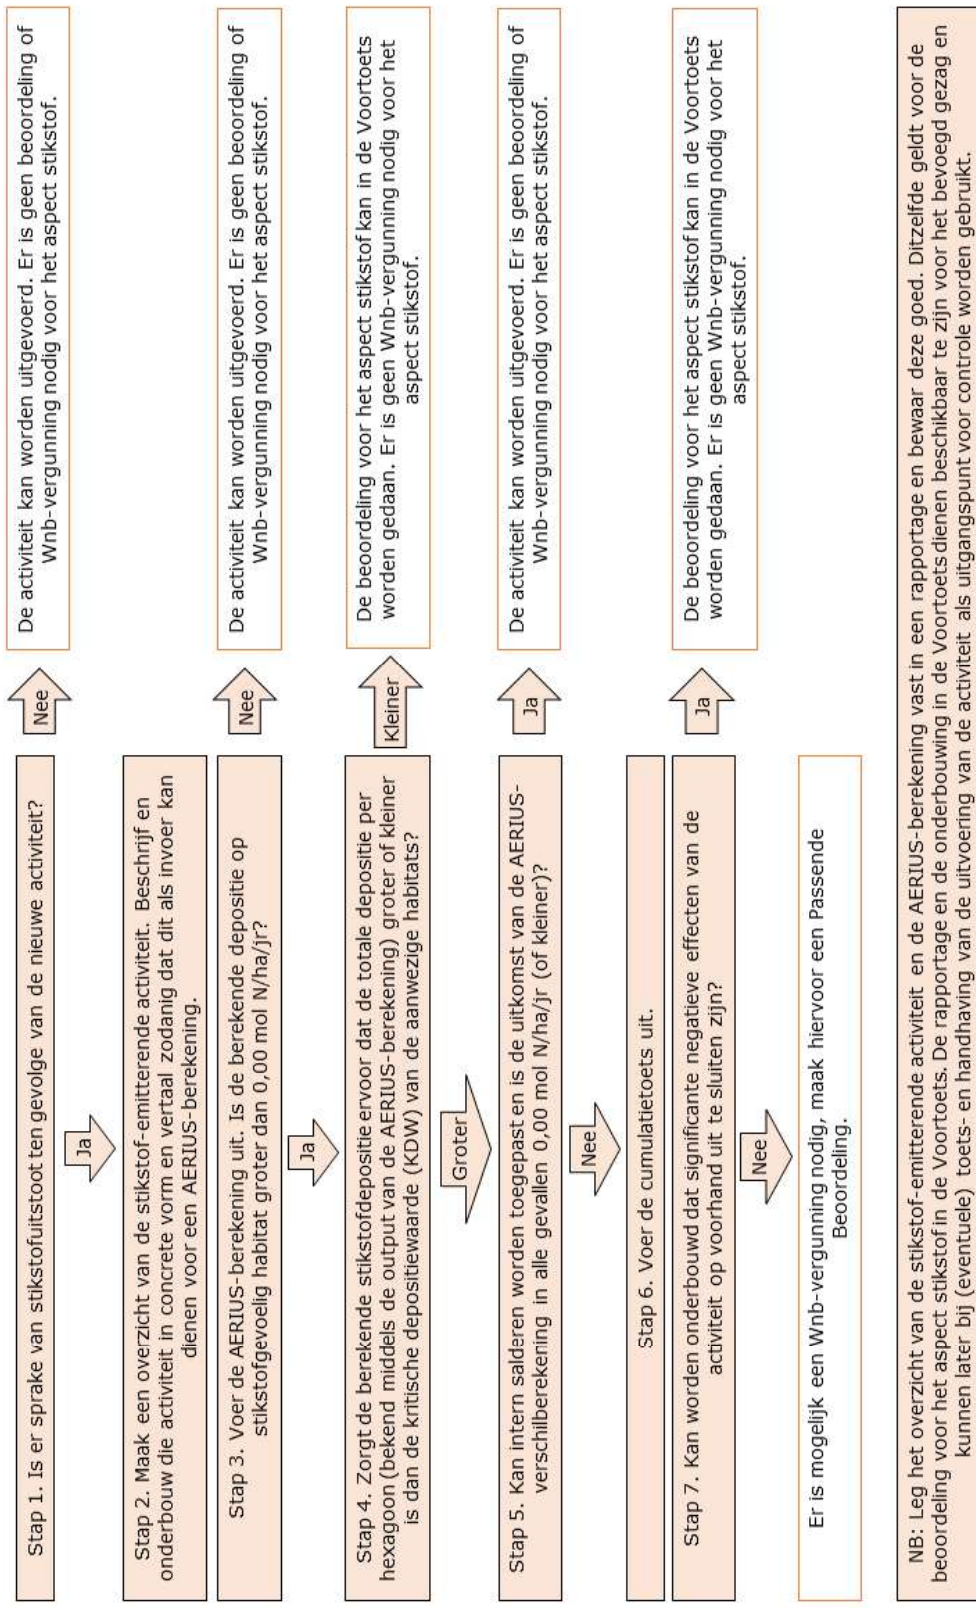 Stap 1. Is er sprake van stikstofuitstoot ten gevolge van de nieuwe activiteit?
Nee
De activiteit kan worden uitgevoerd. Er is geen beoordeling of
Wnb-vergunning nodig voor het aspect stikstof.
Ja
Stap 2. Maak een overzicht van de stikstof-emitterende activiteit. Beschrijf en
onderbouw die activiteit in concrete vorm en vertaal zodanig dat dit als invoer kan
dienen voor een AERIUS-berekening.
Stap 3. Voer de AERIUS-berekening uit. Is de berekende depositie op
stikstofgevoelig habitat groter dan 0,00 mol N/ha/jr?
Nee
De activiteit kan worden uitgevoerd. Er is geen beoordeling of
Wnb-vergunning nodig voor het aspect stikstof.
Ja
Stap 4. Zorgt de berekende stikstofdepositie ervoor dat de totale depositie per
hexagoon (bekend middels de output van de AERIUS-berekening) groter of kleiner
is dan de kritische depositiewaarde (KDW) van de aanwezige habitats?
Kleiner
De beoordeling voor het aspect stikstof kan in de Voortoets
worden gedaan. Er is geen Wnb-vergunning nodig voor het
aspect stikstof.
Groter
Stap 5. Kan intern salderen worden toegepast en is de uitkomst van de AERIUS-
verschilberekening in alle gevallen 0,00 mol N/ha/jr (of kleiner)?
Ja
De activiteit kan worden uitgevoerd. Er is geen beoordeling of
Wnb-vergunning nodig voor het aspect stikstof.
Nee
Stap 6. Voer de cumulatietoets uit.
Stap 7. Kan worden onderbouwd dat significante negatieve effecten van de
activiteit op voorhand uit te sluiten zijn?
Ja
De beoordeling voor het aspect stikstof kan in de Voortoets
worden gedaan. Er is geen Wnb-vergunning nodig voor het
aspect stikstof.
Nee
Er is mogelijk een Wnb-vergunning nodig, maak hiervoor een Passende
Beoordeling.
NB: Leg het overzicht van de stikstof-emitterende activiteit en de AERIUS-berekening vast in een rapportage en bewaar deze goed. Ditzelfde geldt voor de
beoordeling voor het aspect stikstof in de Voortoets. De rapportage en de onderbouwing in de Voortoets dienen beschikbaar te zijn voor het bevoegd gezag en
kunnen later bij (eventuele) toets- en handhaving van de uitvoering van de activiteit als uitgangspunt voor controle worden gebruikt.